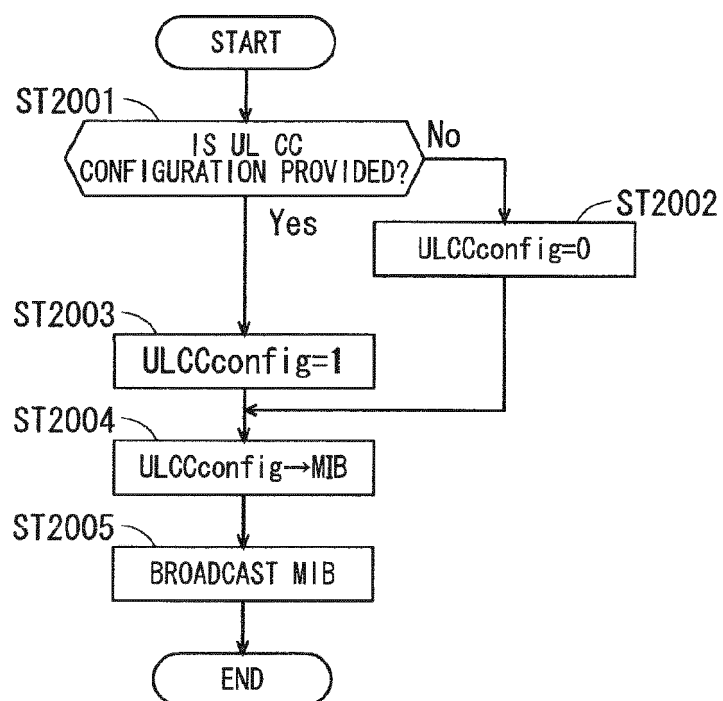 START
ST2001
IS UL CC
CONFIGURATION PROVIDED?
No
Yes
ST2002
ULCCconfig=0
ST2003
ULCCconfig=1
ST2004
ULCCconfig→MIB
ST2005
BROADCAST MIB
END